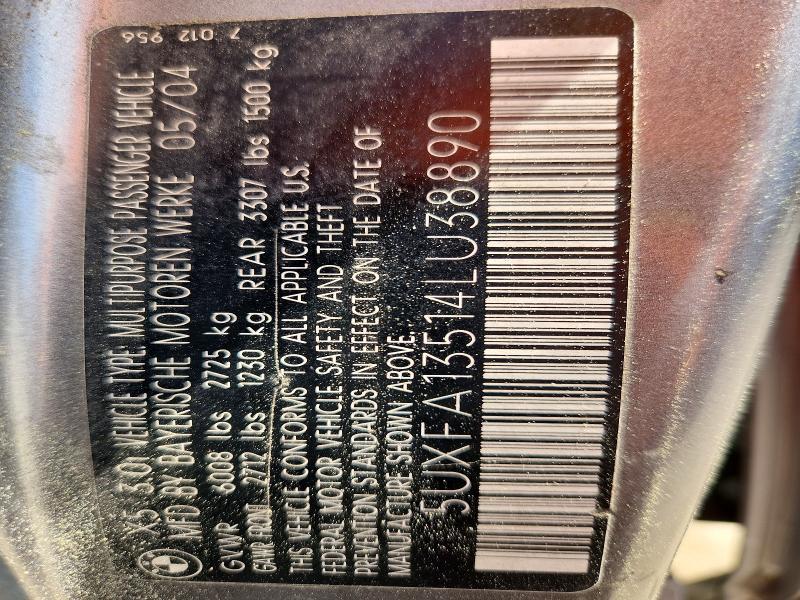 7 012 956
X5 3.0I VEHICLE TYPE MULTIPURPOSE PASSENGER VEHICLE
MFD BY BAYERISCHE MOTOREN WERKE 05/04
GVWR 6008 lbs 2725 kg
GAWR FRONT 2712 lbs 1230 kg REAR 3307 lbs 1500 kg
THIS VEHICLE CONFORMS TO ALL APPLICABLE U.S.
FEDERAL MOTOR VEHICLE SAFETY AND THEFT
PREVENTION STANDARDS IN EFFECT ON THE DATE OF
MANUFACTURE SHOWN ABOVE.
5UXFA13514LU38890